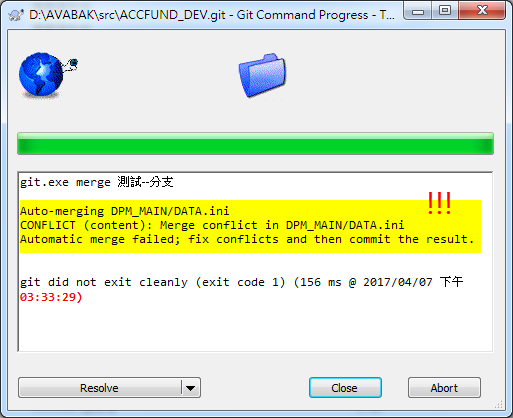 D:\AVABAK\src\ACCFUND_DEV.git - Git Command Progress - T...
git.exe merge 測試--分支
!!!
Auto-merging DPM_MAIN/DATA.ini
CONFLICT (content): Merge conflict in DPM_MAIN/DATA.ini
Automatic merge failed; fix conflicts and then commit the result.
git did not exit cleanly (exit code 1) (156 ms @ 2017/04/07 下午
03:33:29)
Resolve
Close
Abort